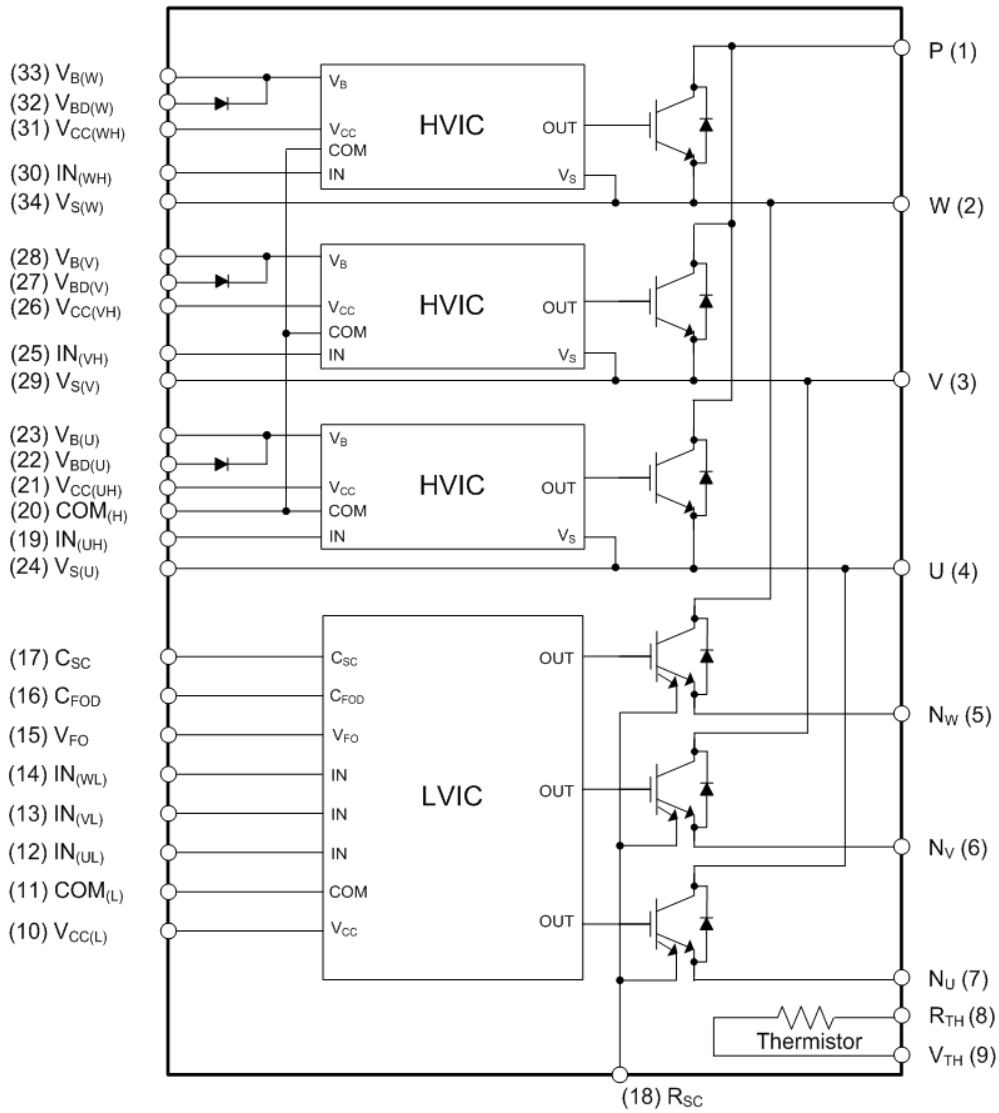 P (1)
(33) VB(W)
(32) VBD(W)
(31) VCC(WH)
(30) IN(WH)
(34) VS(W)
VB
VCC
COM
IN
HVIC
OUT
VS
W (2)
(28) VB(V)
(27) VBD(V)
(26) VCC(VH)
(25) IN(VH)
(29) VS(V)
VB
VCC
COM
IN
HVIC
OUT
VS
V (3)
(23) VB(U)
(22) VBD(U)
(21) VCC(UH)
(20) COM(H)
(19) IN(UH)
(24) VS(U)
VB
VCC
COM
IN
HVIC
OUT
VS
U (4)
(17) CSC
(16) CFOD
(15) VFO
(14) IN(WL)
(13) IN(VL)
(12) IN(UL)
(11) COM(L)
(10) VCC(L)
CSC
CFOD
VFO
IN
IN
IN
COM
VCC
LVIC
OUT
OUT
OUT
NW (5)
NV (6)
NU (7)
RTH (8)
Thermistor
VTH (9)
(18) RSC